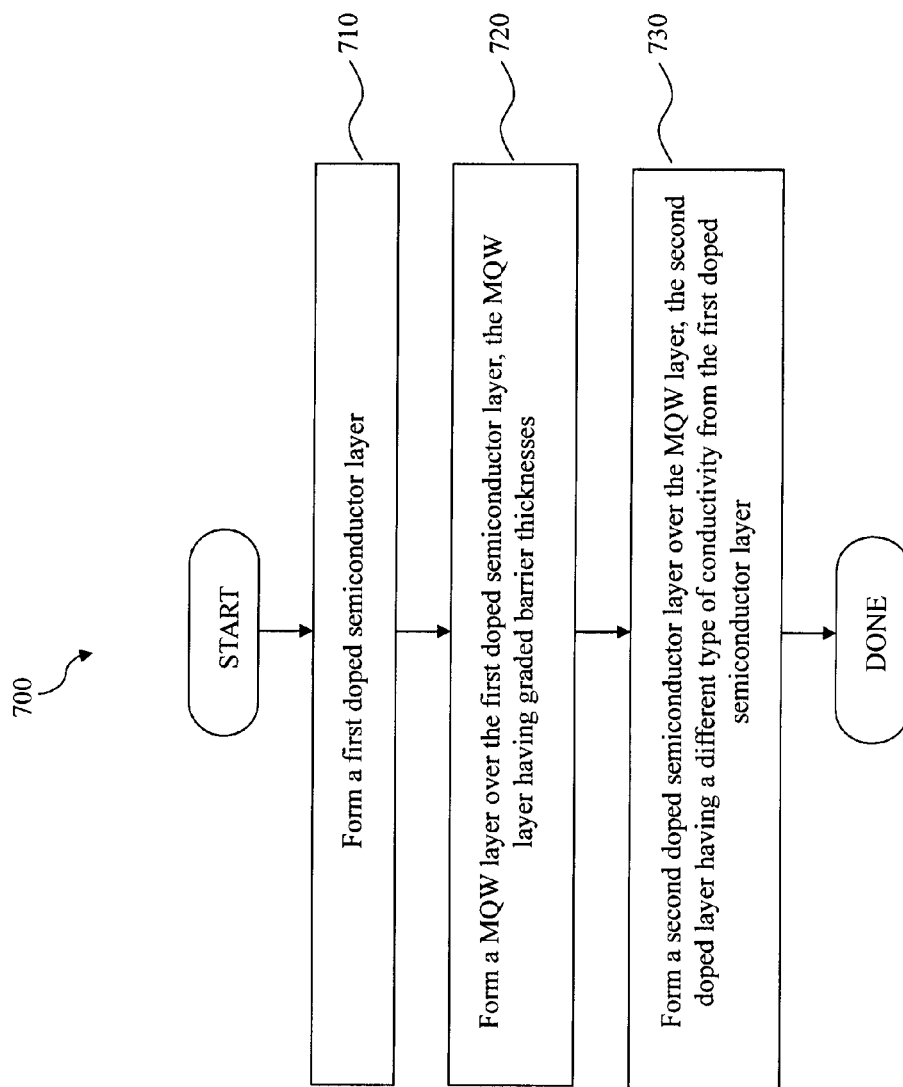 700
START
Form a first doped semiconductor layer
710
Form a MQW layer over the first doped semiconductor layer, the MQW
layer having graded barrier thicknesses
720
Form a second doped semiconductor layer over the MQW layer, the second
doped layer having a different type of conductivity from the first doped
semiconductor layer
730
DONE